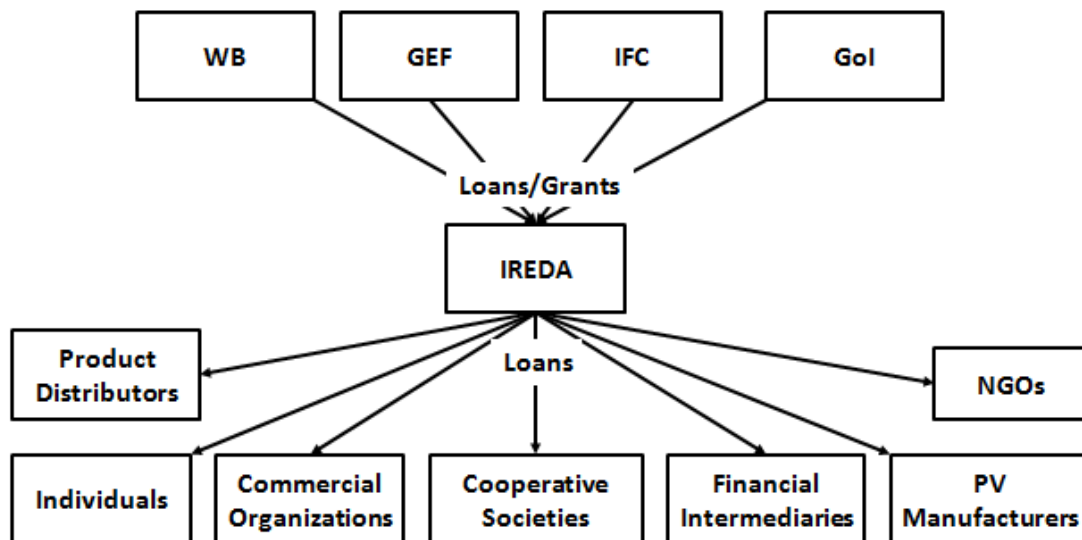 WB
GEF
IFC
GoI
Loans/Grants
IREDA
Loans
Product
Distributors
NGOs
Individuals
Commercial
Organizations
Cooperative
Societies
Financial
Intermediaries
PV
Manufacturers